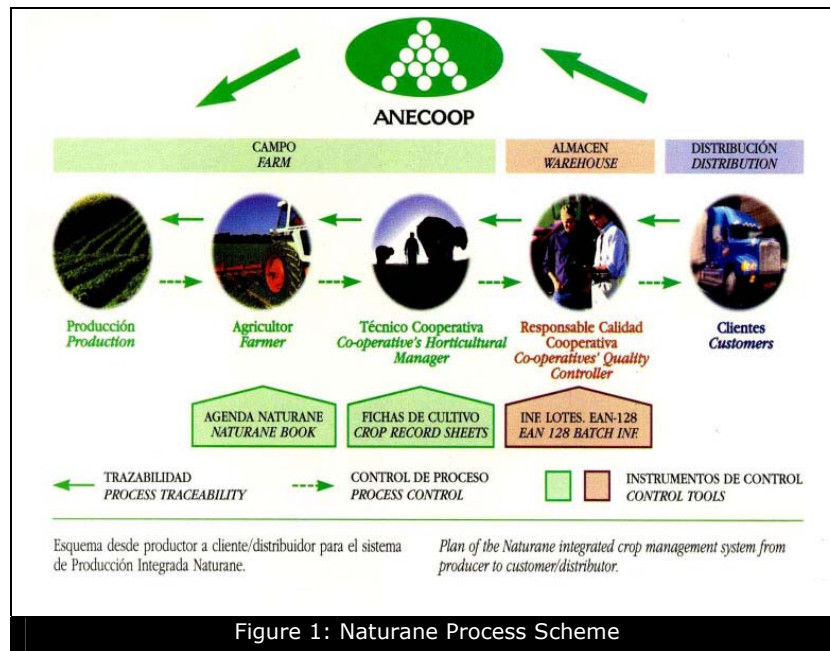 ANECOOP
CAMPO
FARM
ALMACEN
WAREHOUSE
DISTRIBUCIÓN
DISTRIBUTION
Producción
Production
Agricultor
Farmer
Técnico Cooperativa
Co-operative's Horticultural
Manager
Responsable Calidad
Cooperativa
Co-operatives' Quality
Controller
Clientes
Customers
AGENDA NATURANE
NATURANE BOOK
FICHAS DE CULTIVO
CROP RECORD SHEETS
INF. LOTES. EAN-128
EAN 128 BATCH INF.
TRAZABILIDAD
PROCESS TRACEABILITY
CONTROL DE PROCESO
PROCESS CONTROL
INSTRUMENTOS DE CONTROL
CONTROL TOOLS
Esquema desde productor a cliente/distribuidor para el sistema
de Producción Integrada Naturane.
Plan of the Naturane integrated crop management system from
producer to customer/distributor.
Figure 1: Naturane Process Scheme